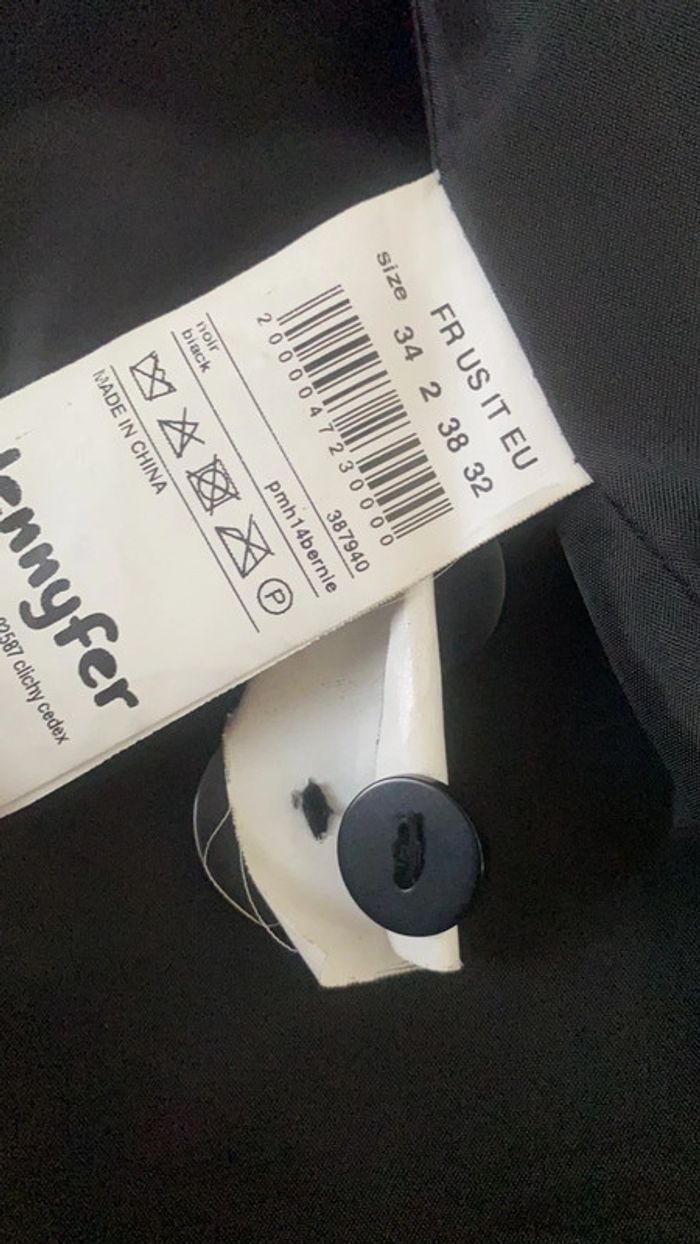 FR US IT EU
size 34 2 38 32
2000047230000
387940
pmh14bernie
noir
black
P
MADE IN CHINA
Jennyfer
92587 clichy cedex